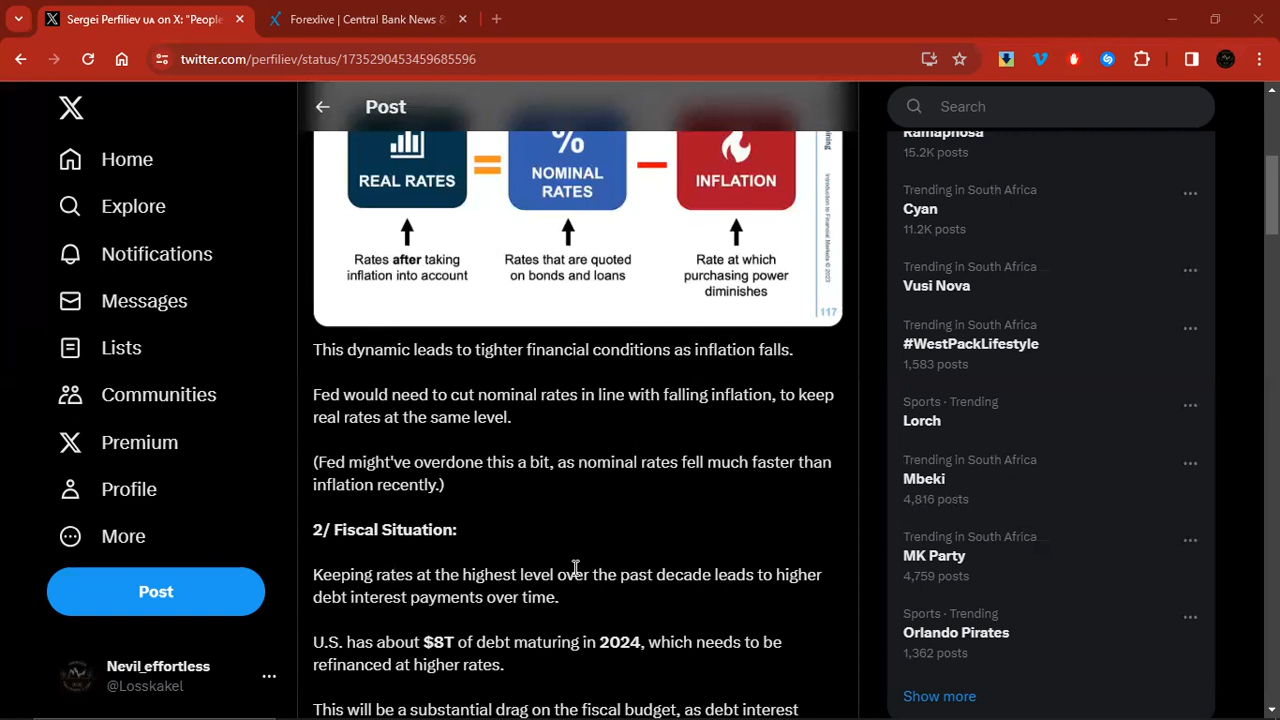 Sergei Perfiliev UA on X: "People
Forexlive | Central Bank News &
twitter.com/perfiliev/status/1735290453459685596
Home
Explore
Notifications
Messages
Lists
Communities
Premium
Profile
More
Post
Nevil_effortless
@Losskakel
Post
REAL RATES
%
NOMINAL
RATES
INFLATION
Rates after taking
inflation into account
Rates that are quoted
on bonds and loans
Rate at which
purchasing power
diminishes
Introduction to Financial Markets © 2023
117
This dynamic leads to tighter financial conditions as inflation falls.
Fed would need to cut nominal rates in line with falling inflation, to keep
real rates at the same level.
(Fed might've overdone this a bit, as nominal rates fell much faster than
inflation recently.)
2/ Fiscal Situation:
Keeping rates at the highest level over the past decade leads to higher
debt interest payments over time.
U.S. has about $8T of debt maturing in 2024, which needs to be
refinanced at higher rates.
This will be a substantial drag on the fiscal budget, as debt interest
Search
Ramaphosa
15.2K posts
Trending in South Africa
Cyan
11.2K posts
Trending in South Africa
Vusi Nova
Trending in South Africa
#WestPackLifestyle
1,583 posts
Sports · Trending
Lorch
Trending in South Africa
Mbeki
4,816 posts
Trending in South Africa
MK Party
4,759 posts
Sports · Trending
Orlando Pirates
1,362 posts
Show more